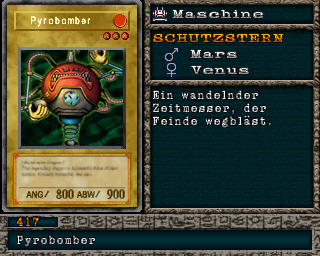 Pyrobomber
ANG/ 800 ABW/ 900
Maschine
SCHUTZSTERN
♂ Mars
♀ Venus
Ein wandelnder
Zeitmesser, der
Feinde wegbläst.
417
Pyrobomber